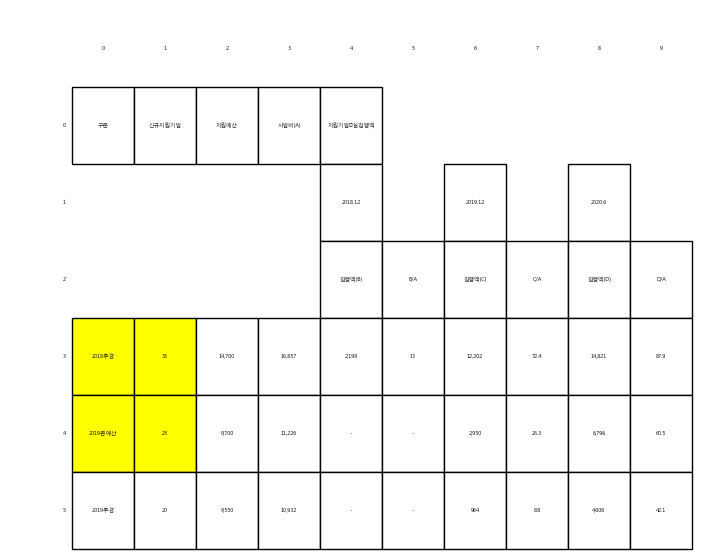 0 1 2 3 4 5 6 7 8 9
0 구분 신규지원기업 지원예산 사업비(A) 지원기업□실집행액
1 2018.12 2019.12 2020.6
2 집행액(B) B/A 집행액(C) C/A 집행액(D) D/A
3 2018추경 35 14,700 16,857 2,199 13 12,202 72.4 14,821 87.9
4 2019본예산 23 9,700 11,226 - - 2,950 26.3 6,796 60.5
5 2019추경 20 9,550 10,932 - - 964 8.8 4,606 42.1